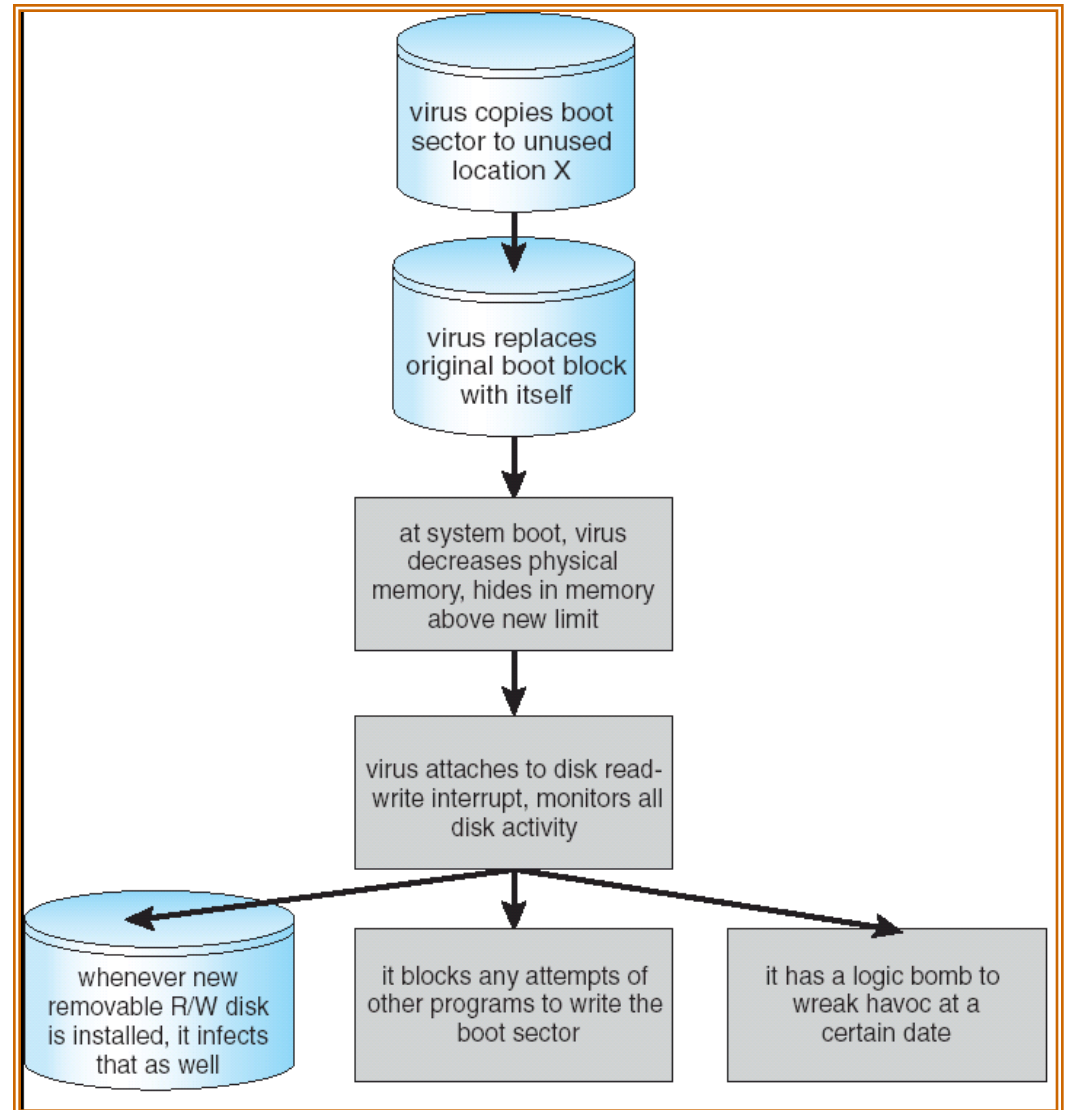 virus copies boot
sector to unused
location X
virus replaces
original boot block
with itself
at system boot, virus
decreases physical
memory, hides in memory
above new limit
virus attaches to disk read-
write interrupt, monitors all
disk activity
whenever new
removable R/W disk
is installed, it infects
that as well
it blocks any attempts of
other programs to write the
boot sector
it has a logic bomb to
wreak havoc at a
certain date